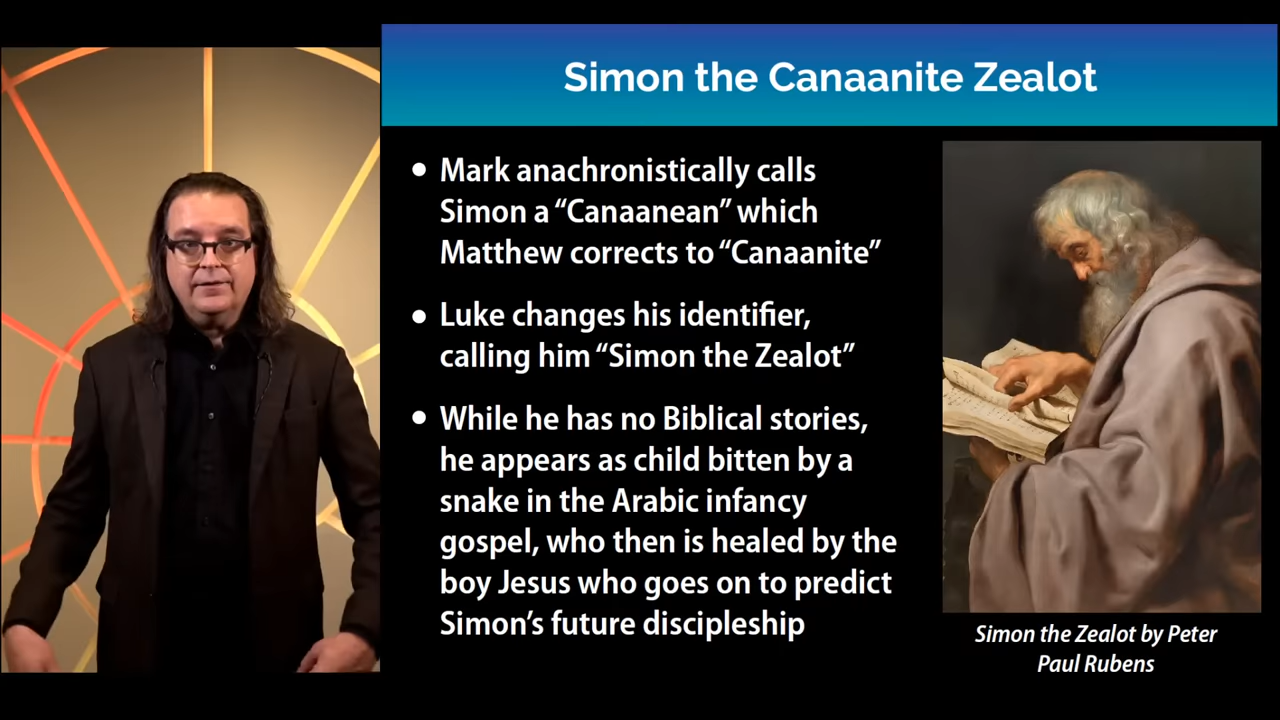 Simon the Canaanite Zealot
• Mark anachronistically calls
Simon a “Canaanean” which
Matthew corrects to “Canaanite”
• Luke changes his identifier,
calling him “Simon the Zealot”
• While he has no Biblical stories,
he appears as child bitten by a
snake in the Arabic infancy
gospel, who then is healed by the
boy Jesus who goes on to predict
Simon’s future discipleship
Simon the Zealot by Peter
Paul Rubens